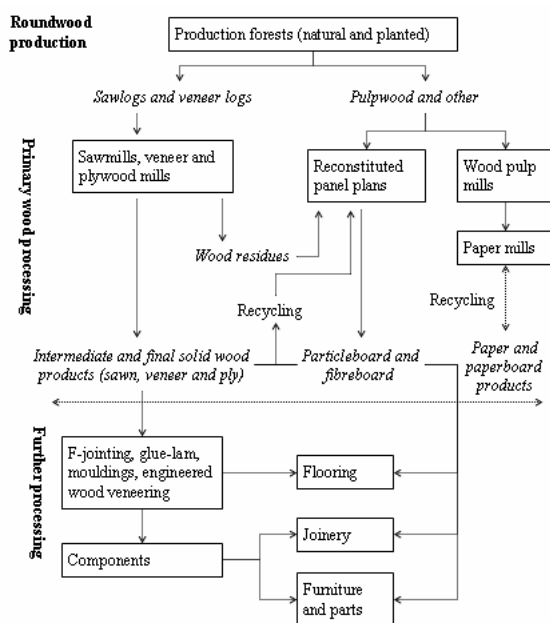 Roundwood
production
Production forests (natural and planted)
Sawlogs and veneer logs
Pulpwood and other
Primary wood processing
Sawmills, veneer and
plywood mills
Reconstituted
panel plans
Wood pulp
mills
Wood residues
Paper mills
Recycling
Recycling
Intermediate and final solid wood
products (sawn, veneer and ply)
Particleboard and
fibreboard
Paper and
paperboard
products
Further processing
F-jointing, glue-lam,
mouldings, engineered
wood veneering
Flooring
Components
Joinery
Furniture
and parts